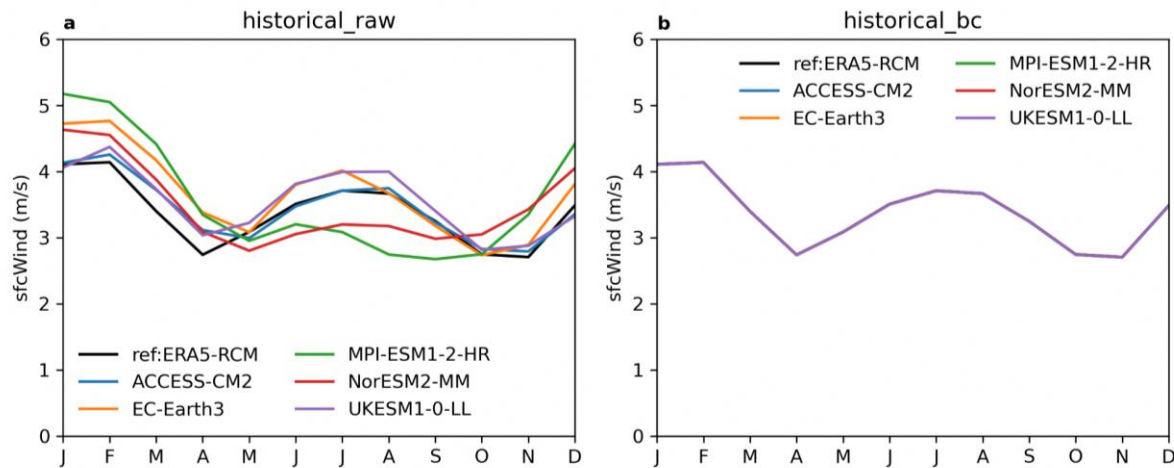 a historical_raw
6
5
4
3
2
1
0
sfcWind (m/s)
ref:ERA5-RCM
ACCESS-CM2
EC-Earth3
MPI-ESM1-2-HR
NorESM2-MM
UKESM1-0-LL
J F M A M J J A S O N D
b historical_bc
6
5
4
3
2
1
0
sfcWind (m/s)
ref:ERA5-RCM
ACCESS-CM2
EC-Earth3
MPI-ESM1-2-HR
NorESM2-MM
UKESM1-0-LL
J F M A M J J A S O N D